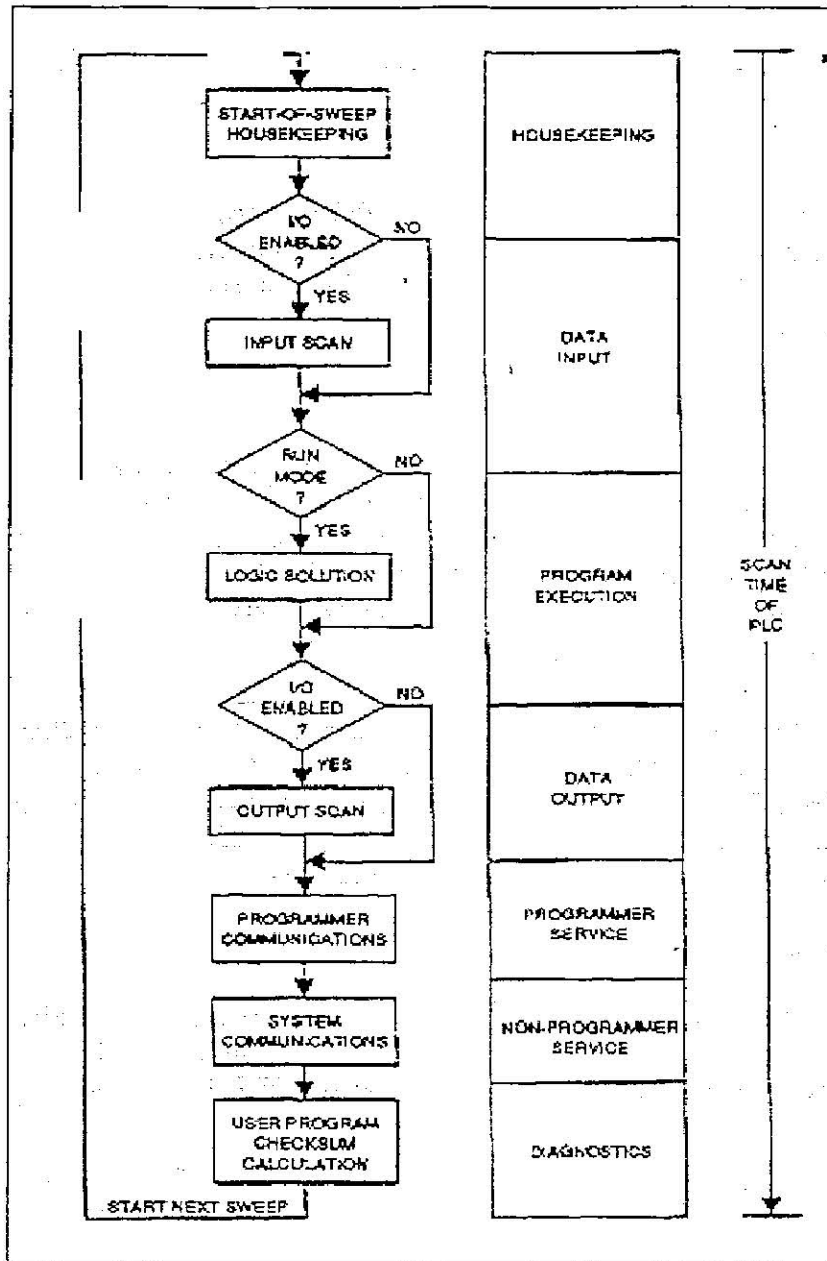 START-OF-SWEEP
HOUSEKEEPING
I/O
ENABLED
?
NO
YES
INPUT SCAN
RUN
MODE
?
NO
YES
LOGIC SOLUTION
I/O
ENABLED
?
NO
YES
OUTPUT SCAN
PROGRAMMER
COMMUNICATIONS
SYSTEM
COMMUNICATIONS
USER PROGRAM
CHECKSUM
CALCULATION
START NEXT SWEEP
HOUSEKEEPING
DATA
INPUT
PROGRAM
EXECUTION
DATA
OUTPUT
PROGRAMMER
SERVICE
NON-PROGRAMMER
SERVICE
DIAGNOSTICS
SCAN
TIME
OF
PLC